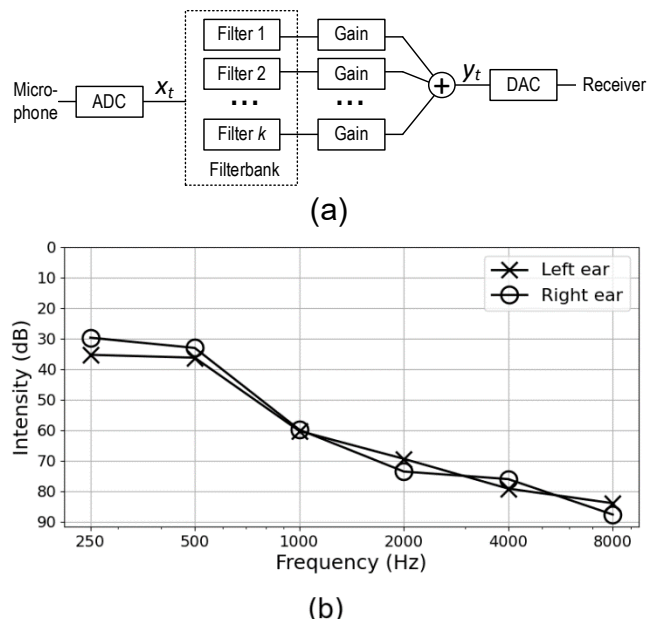 Filter 1
Gain
Filter 2
Gain
Micro-
phone
ADC
xt
...
...
+
yt
DAC
Receiver
Filter k
Gain
Filterbank
(a)
0
10
20
30
40
50
60
70
80
90
Intensity (dB)
Left ear
Right ear
250
500
1000
2000
4000
8000
Frequency (Hz)
(b)